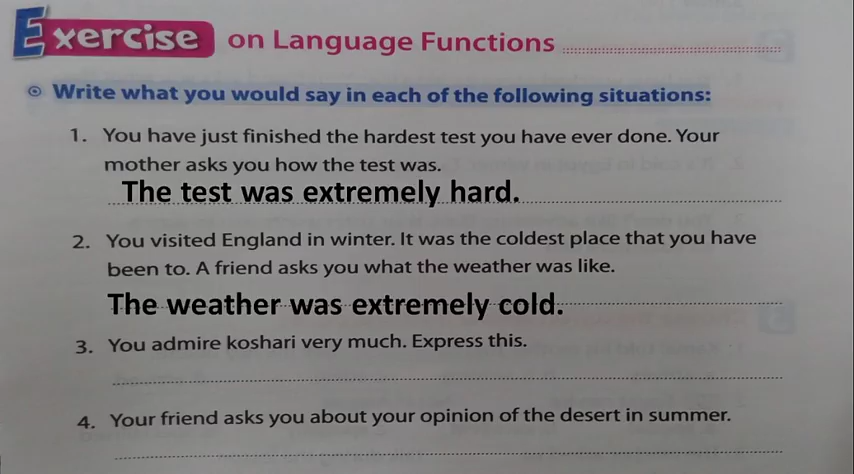 Exercise on Language Functions
Write what you would say in each of the following situations:
1. You have just finished the hardest test you have ever done. Your
mother asks you how the test was.
The test was extremely hard.
2. You visited England in winter. It was the coldest place that you have
been to. A friend asks you what the weather was like.
The weather was extremely cold.
3. You admire koshari very much. Express this.
4. Your friend asks you about your opinion of the desert in summer.